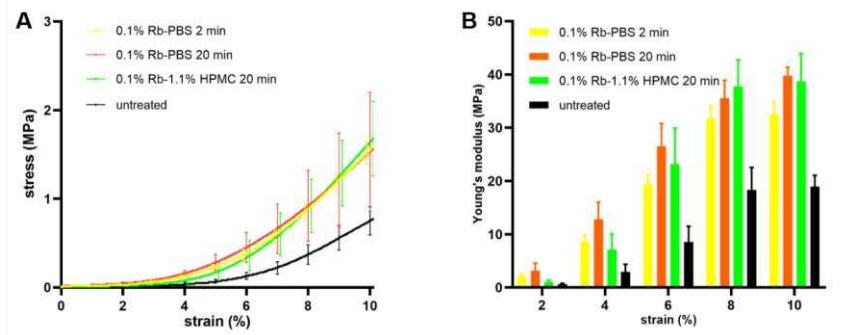 A
3
2
1
0
stress (MPa)
0.1% Rb-PBS 2 min
0.1% Rb-PBS 20 min
0.1% Rb-1.1% HPMC 20 min
untreated
0 2 4 6 8 10
strain (%)
B
50
40
30
20
10
0
Young's modulus (MPa)
0.1% Rb-PBS 2 min
0.1% Rb-PBS 20 min
0.1% Rb-1.1% HPMC 20 min
untreated
2 4 6 8 10
strain (%)